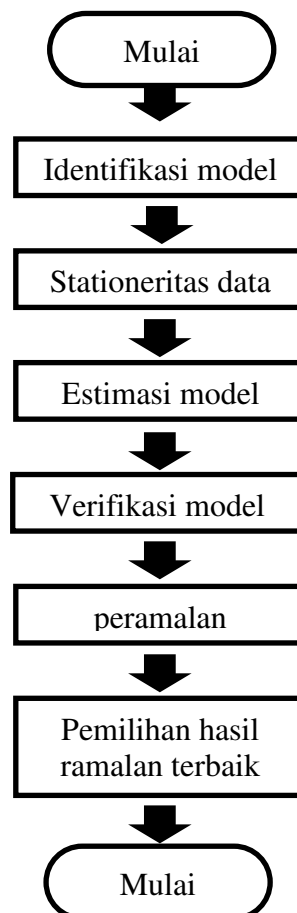 Mulai
Identifikasi model
Stationeritas data
Estimasi model
Verifikasi model
peramalan
Pemilihan hasil
ramalan terbaik
Mulai